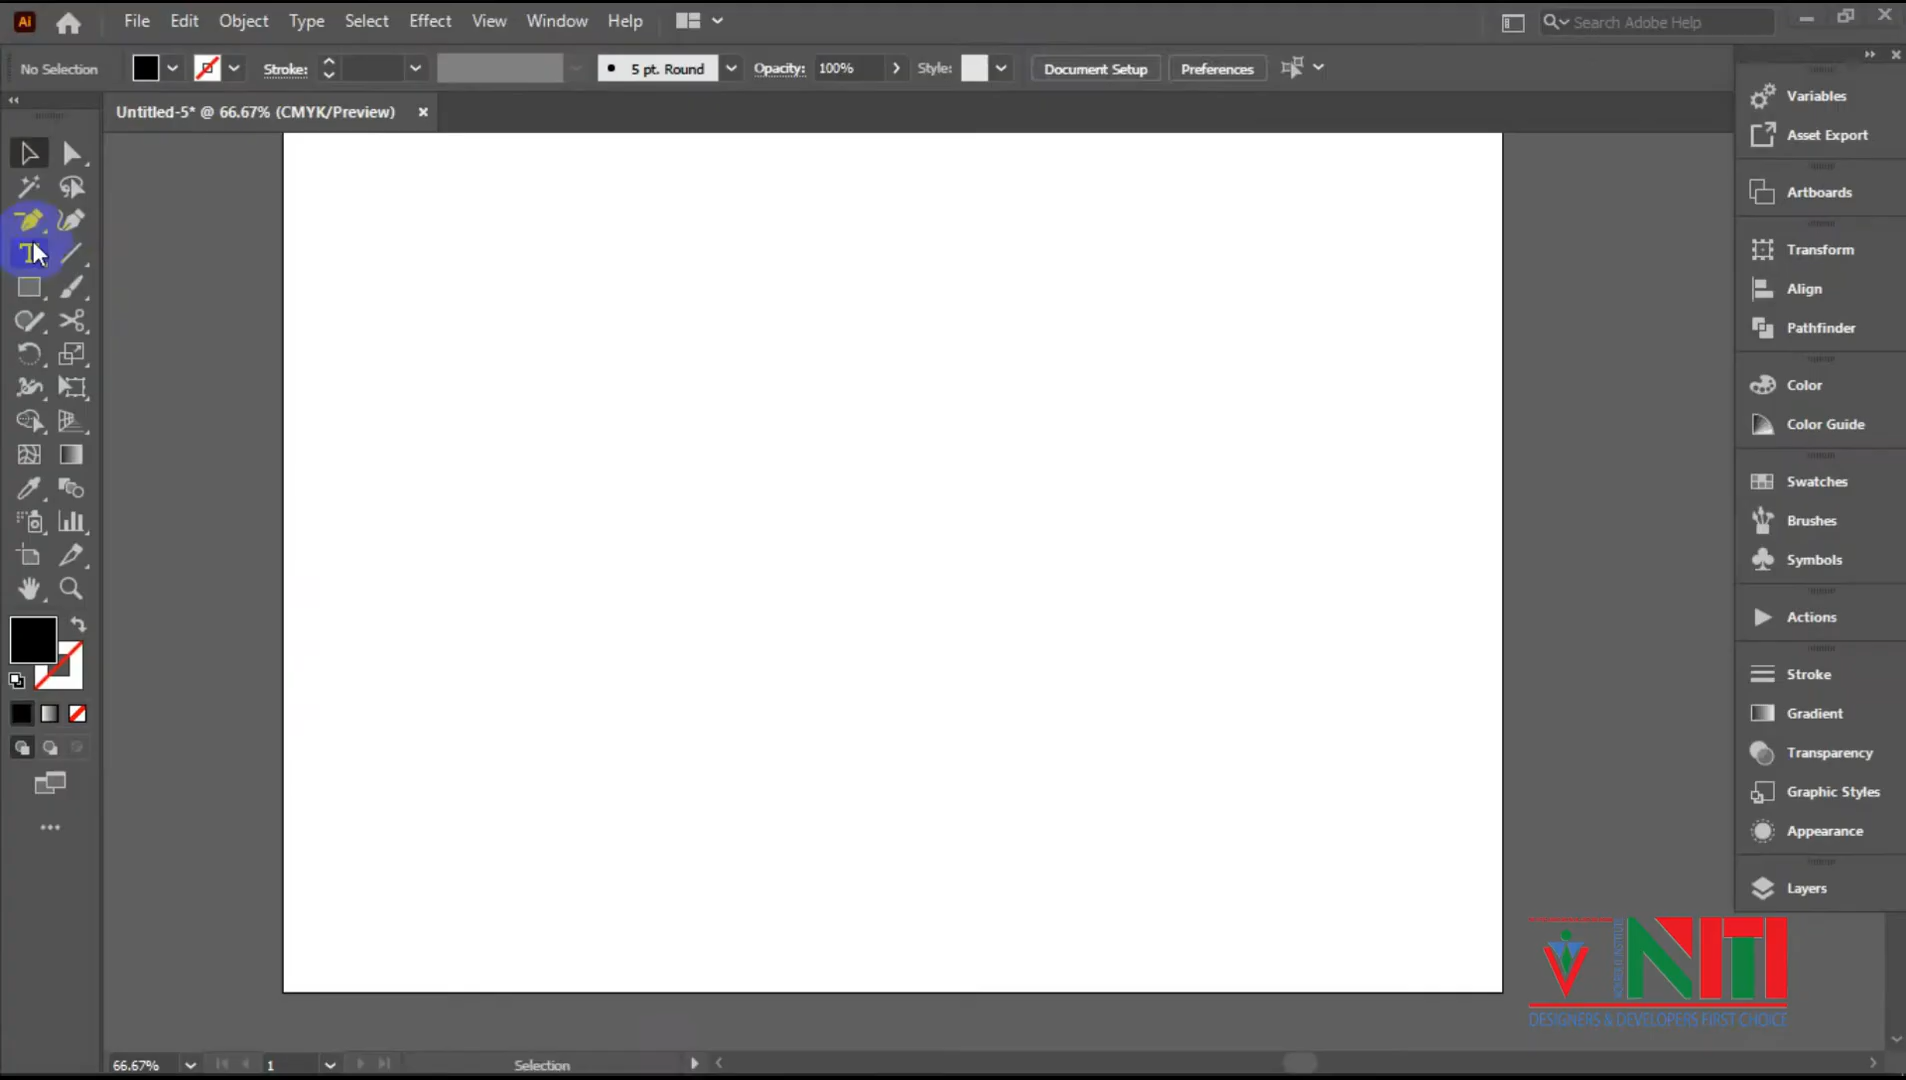 Ai
File Edit Object Type Select Effect View Window Help
Search Adobe Help
No Selection
Stroke:
5 pt. Round
Opacity: 100%
Style:
Document Setup
Preferences
Untitled-5* @ 66.67% (CMYK/Preview)
Variables
Asset Export
Artboards
Transform
Align
Pathfinder
Color
Color Guide
Swatches
Brushes
Symbols
Actions
Stroke
Gradient
Transparency
Graphic Styles
Appearance
Layers
NITI
DESIGNERS & DEVELOPERS FIRST CHOICE
66.67%
1
Selection